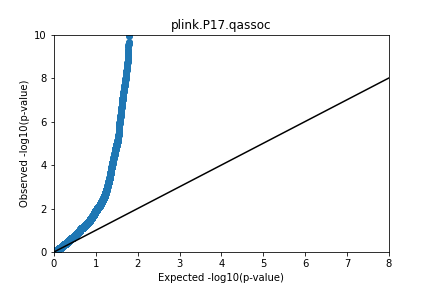 plink.P17.qassoc
Observed -log10(p-value)
10
8
6
4
2
0
0 1 2 3 4 5 6 7 8
Expected -log10(p-value)